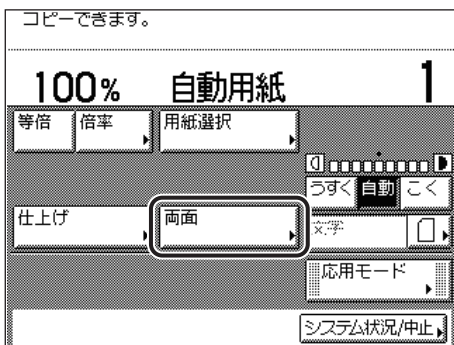 コピーできます。
100% 自動用紙 1
等倍 倍率 用紙選択
うすく 自動 こく
仕上げ 両面 文字
応用モード
システム状況/中止